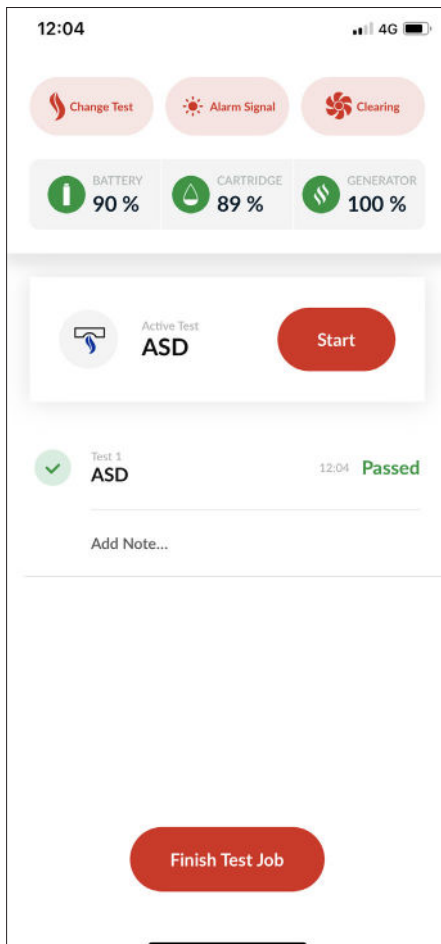 12:04
4G
Change Test
Alarm Signal
Clearing
BATTERY
90 %
CARTRIDGE
89 %
GENERATOR
100 %
Active Test
ASD
Start
Test 1
ASD
12:04 Passed
Add Note...
Finish Test Job